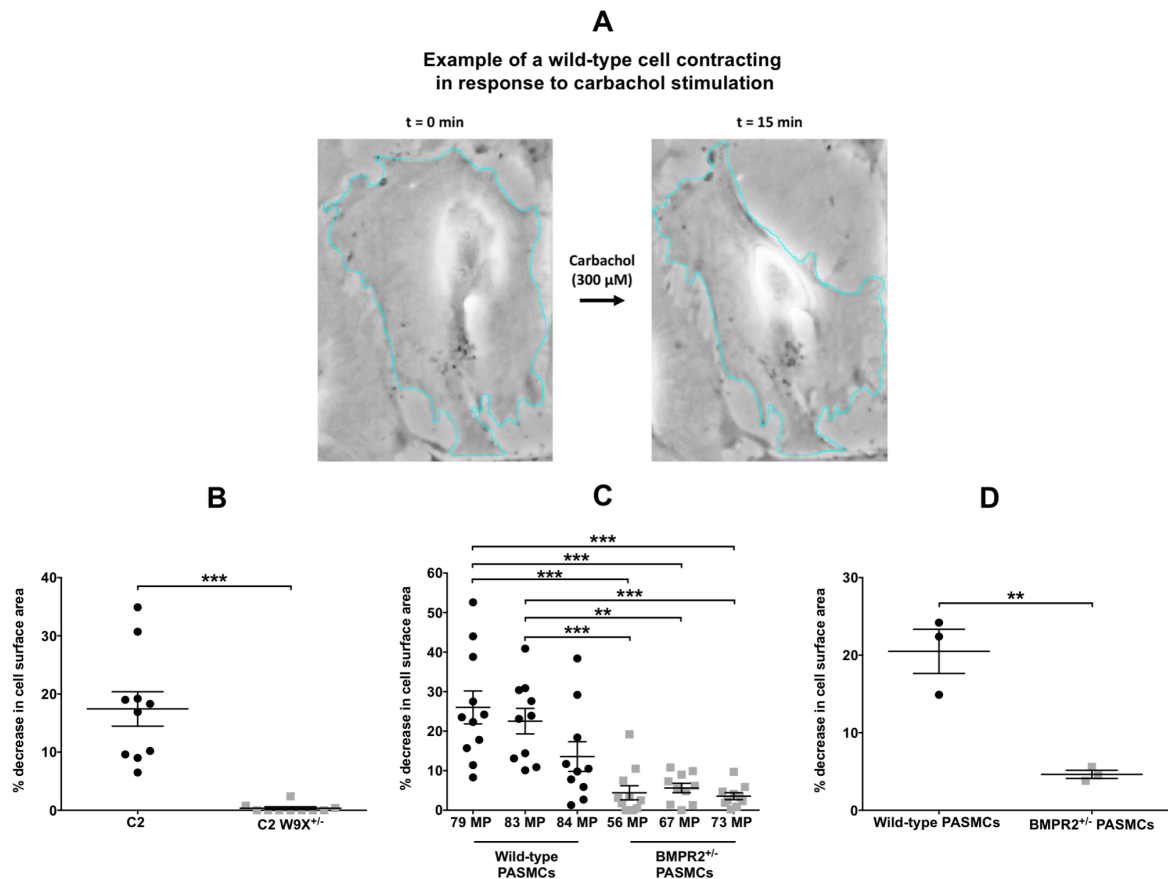 A
Example of a wild-type cell contracting
in response to carbachol stimulation
t = 0 min
t = 15 min
Carbachol
(300 µM)
B
% decrease in cell surface area
40
30
20
10
0
***
C2
C2 W9X+/-
C
% decrease in cell surface area
60
50
40
30
20
10
0
***
***
***
***
**
***
79 MP 83 MP 84 MP 56 MP 67 MP 73 MP
Wild-type
PASMCs
BMPR2+/-
PASMCs
D
% decrease in cell surface area
30
20
10
0
**
Wild-type PASMCs
BMPR2+/- PASMCs